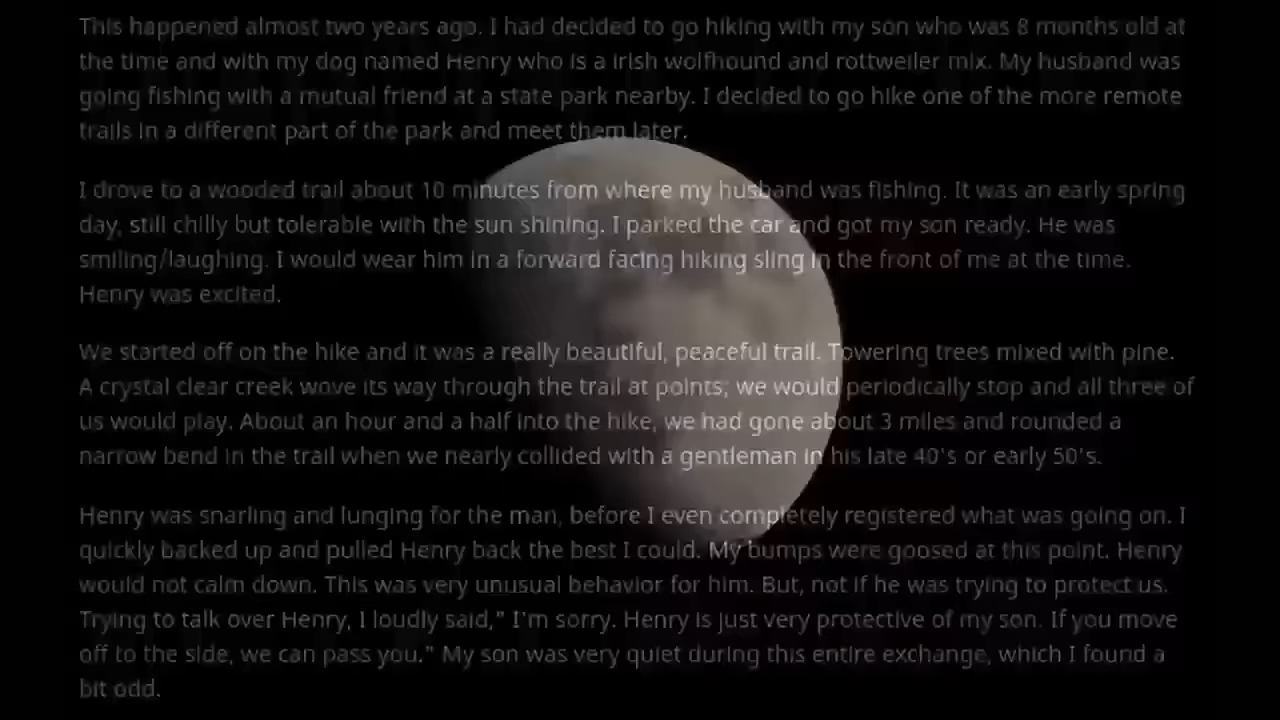 This happened almost two years ago. I had decided to go hiking with my son who was 8 months old at
the time and with my dog named Henry who is a irish wolfhound and rottweiler mix. My husband was
going fishing with a mutual friend at a state park nearby. I decided to go hike one of the more remote
trails in a different part of the park and meet them later.
I drove to a wooded trail about 10 minutes from where my husband was fishing. It was an early spring
day, still chilly but tolerable with the sun shining. I parked the car and got my son ready. He was
smiling/laughing. I would wear him in a forward facing hiking sling in the front of me at the time.
Henry was excited.
We started off on the hike and it was a really beautiful, peaceful trail. Towering trees mixed with pine.
A crystal clear creek wove its way through the trail at points; we would periodically stop and all three of
us would play. About an hour and a half into the hike, we had gone about 3 miles and rounded a
narrow bend in the trail when we nearly collided with a gentleman in his late 40's or early 50's.
Henry was snarling and lunging for the man, before I even completely registered what was going on. I
quickly backed up and pulled Henry back the best I could. My bumps were goosed at this point. Henry
would not calm down. This was very unusual behavior for him. But, not if he was trying to protect us.
Trying to talk over Henry, I loudly said," I'm sorry. Henry is just very protective of my son. If you move
off to the side, we can pass you." My son was very quiet during this entire exchange, which I found a
bit odd.